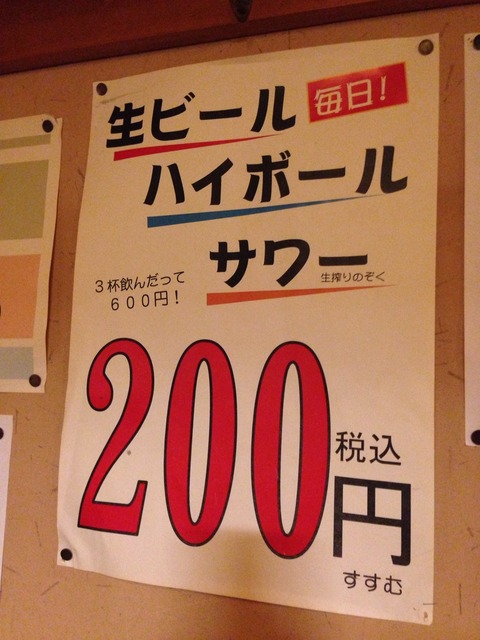 生ビール
毎日!
ハイボール
サワー
生搾りのぞく
3杯飲んだって
600円!
200
税込
円
すすむ